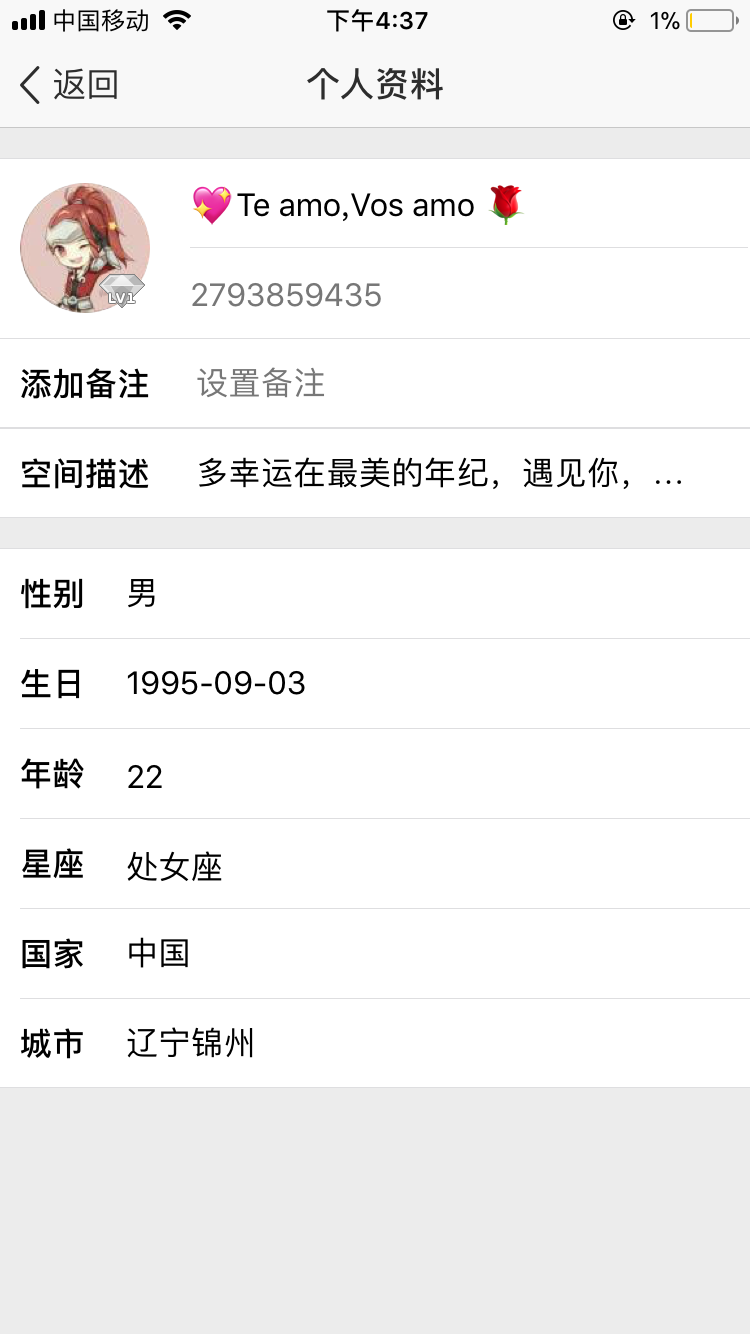 中国移动 下午4:37 1%
返回 个人资料
💖Te amo,Vos amo 🌹
LV1
2793859435
添加备注 设置备注
空间描述 多幸运在最美的年纪，遇见你，...
性别 男
生日 1995-09-03
年龄 22
星座 处女座
国家 中国
城市 辽宁锦州